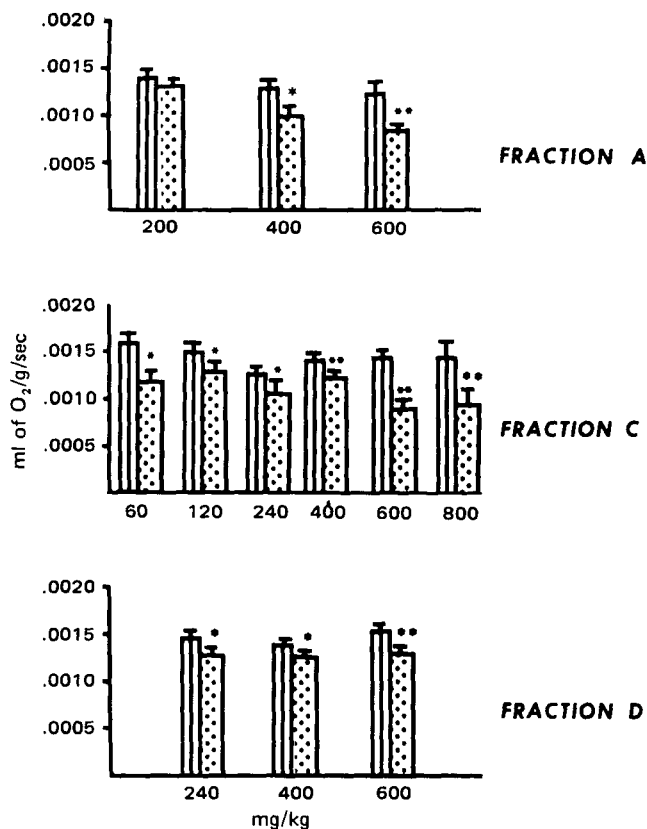 .0020
.0015
.0010
.0005
*
**
200 400 600
FRACTION A
ml of O2/g/sec
.0020
.0015
.0010
.0005
* * * ** ** **
60 120 240 400 600 800
FRACTION C
.0020
.0015
.0010
.0005
* * **
240 400 600
mg/kg
FRACTION D